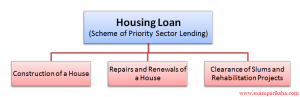 Housing Loan
(Scheme of Priority Sector Lending)
Construction of a House
Repairs and Renewals of
a House
Clearance of Slums and
Rehabilitation Projects
www.exampariksha.com